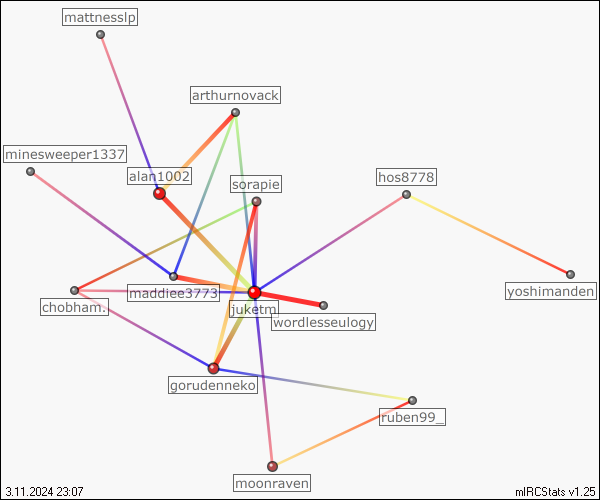 mattnesslp
arthurnovack
minesweeper1337
alan1002
sorapie
hos8778
yoshimanden
chobham.
maddiee3773
juketm
wordlesseulogy
gorudenneko
ruben99_
moonraven
3.11.2024 23:07
mIRCStats v1.25